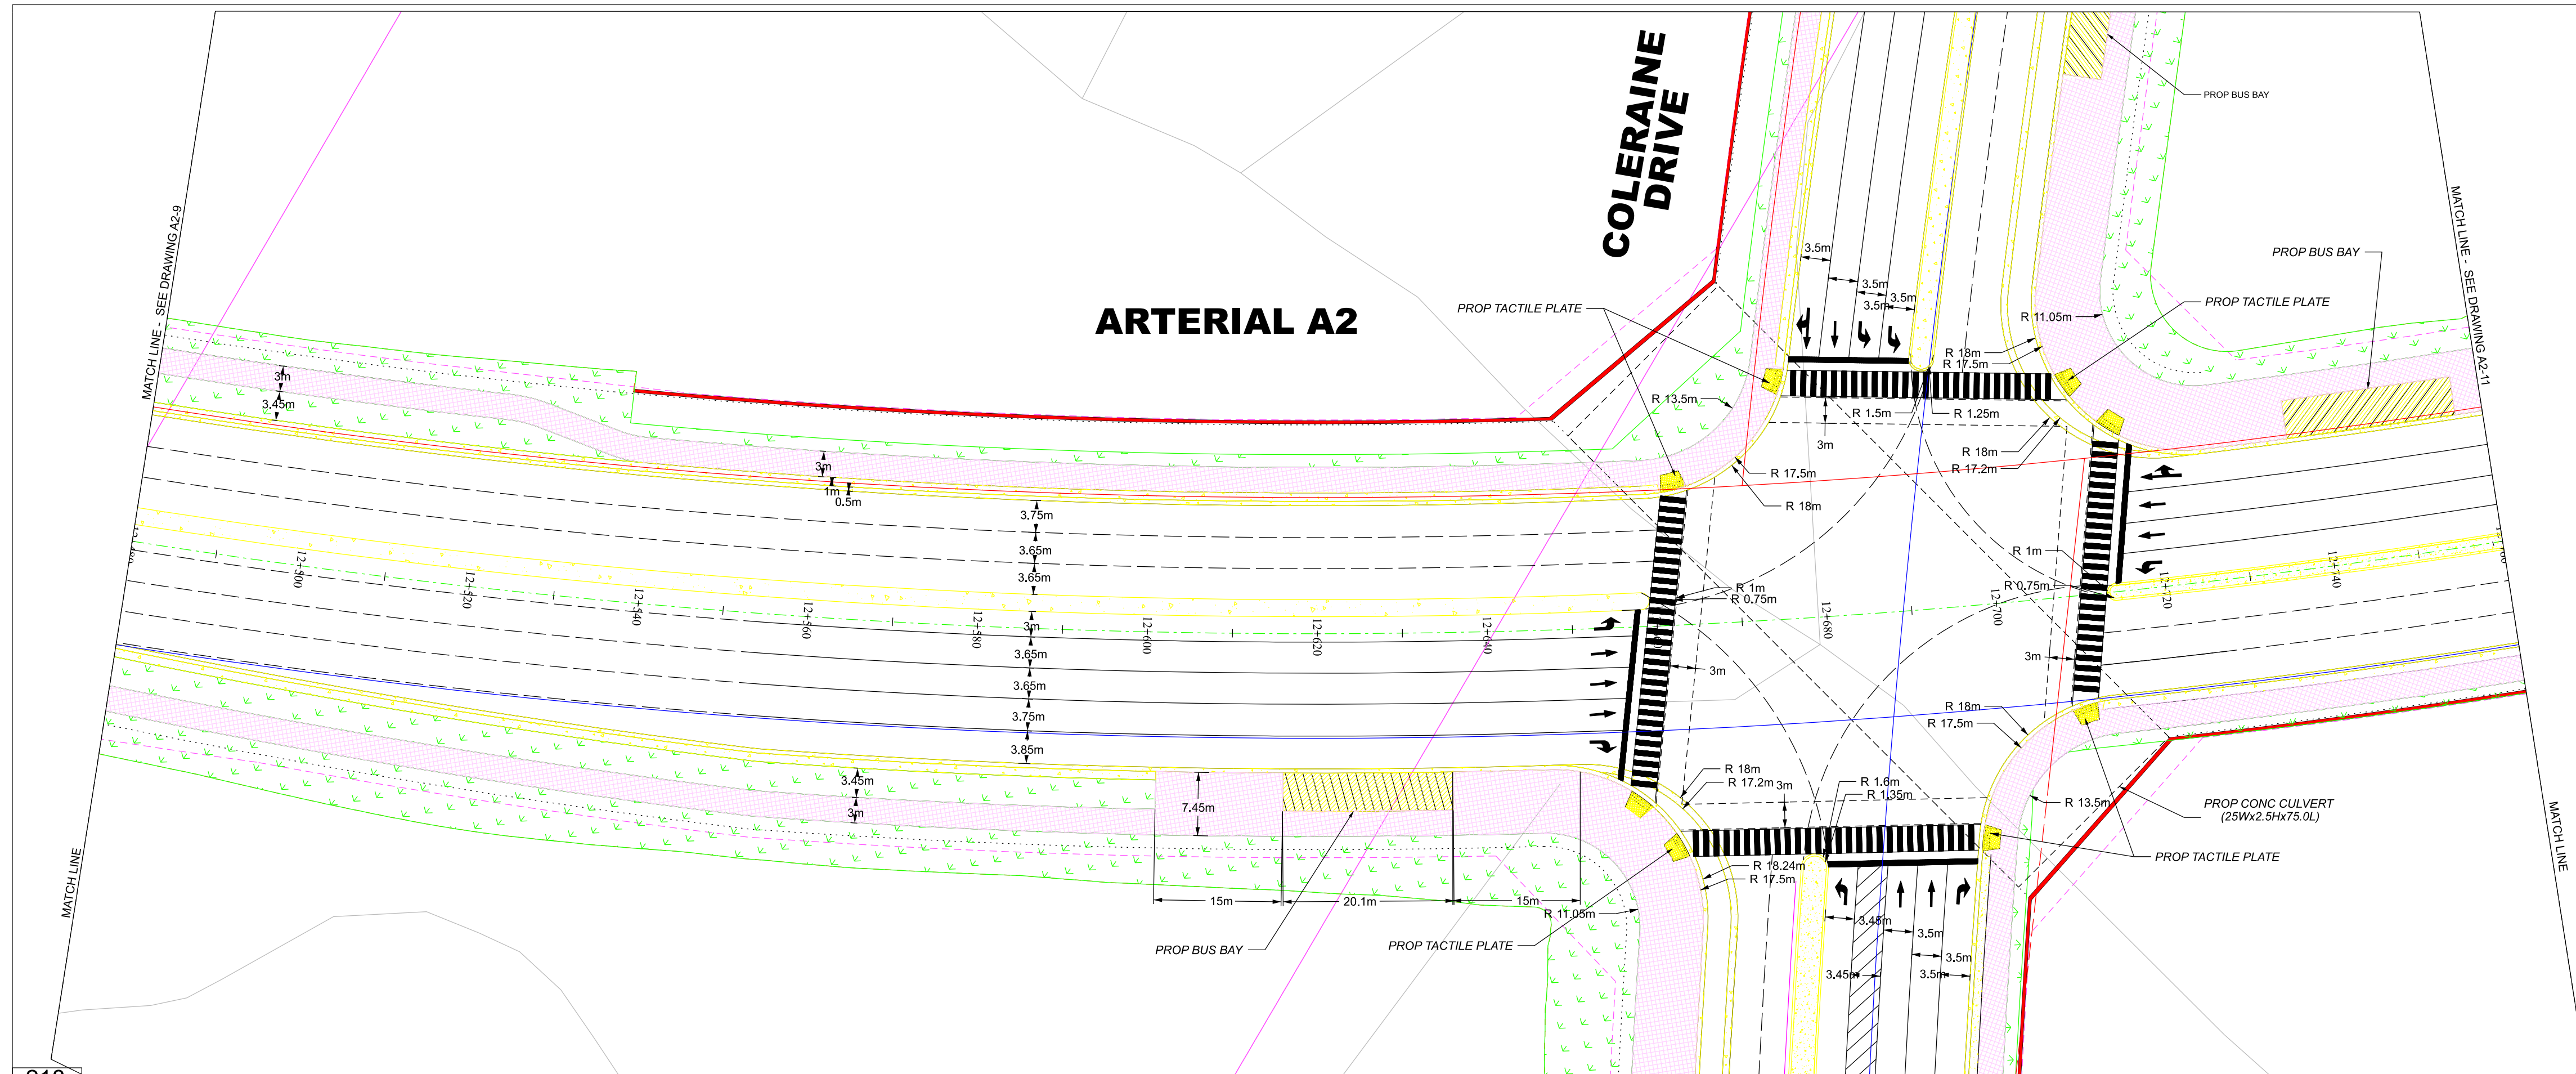 MATCH LINE - SEE DRAWING A2-9
MATCH LINE
ARTERIAL A2
COLERAINE
DRIVE
PROP BUS BAY
PROP BUS BAY
PROP TACTILE PLATE
PROP TACTILE PLATE
MATCH LINE - SEE DRAWING A2-11
MATCH LINE
3.5m
3.5m
3.5m
3.5m
R 11.05m
R 18m
R 17.5m
R 13.5m
R 1.5m
R 1.25m
3m
R 18m
R 17.2m
R 17.5m
R 18m
3m
3.45m
3m
1m
0.5m
3.75m
3.65m
3.65m
3m
3.65m
3.65m
3.75m
3.85m
12+500
12+520
12+540
12+560
12+580
12+600
12+620
12+640
12+680
12+700
12+720
12+740
R 1m
R 0.75m
R 1m
R 0.75m
3m
3m
R 18m
R 17.5m
3.45m
3m
7.45m
R 18m
R 17.2m
3m
R 1.6m
R 1.35m
R 13.5m
PROP CONC CULVERT
(25Wx2.5Hx75.0L)
PROP TACTILE PLATE
R 18.24m
R 17.5m
15m
20.1m
15m
R 11.05m
PROP BUS BAY
PROP TACTILE PLATE
3.45m
3.5m
3.5m
3.45m
3.5m